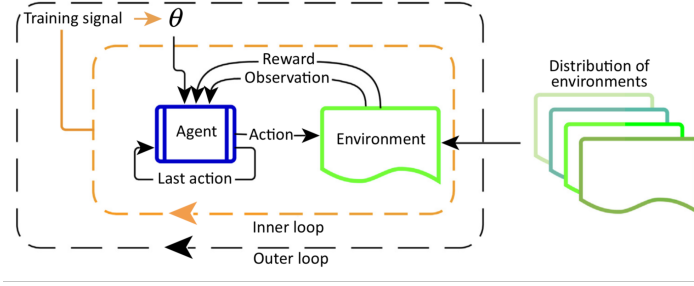 Training signal
θ
Reward
Observation
Distribution of
environments
Agent
Action
Environment
Last action
Inner loop
Outer loop